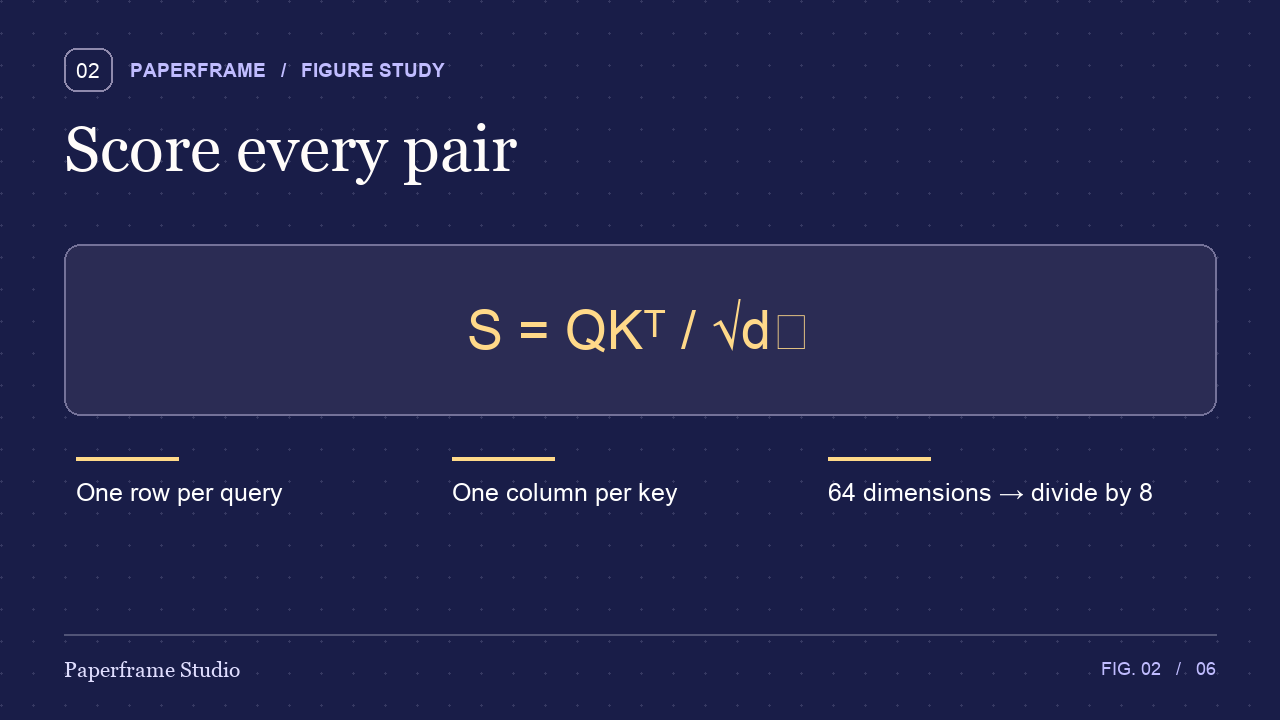 02
PAPERFRAME / FIGURE STUDY
Score every pair
S = QKᵀ / √d□
One row per query
One column per key
64 dimensions → divide by 8
Paperframe Studio
FIG. 02 / 06